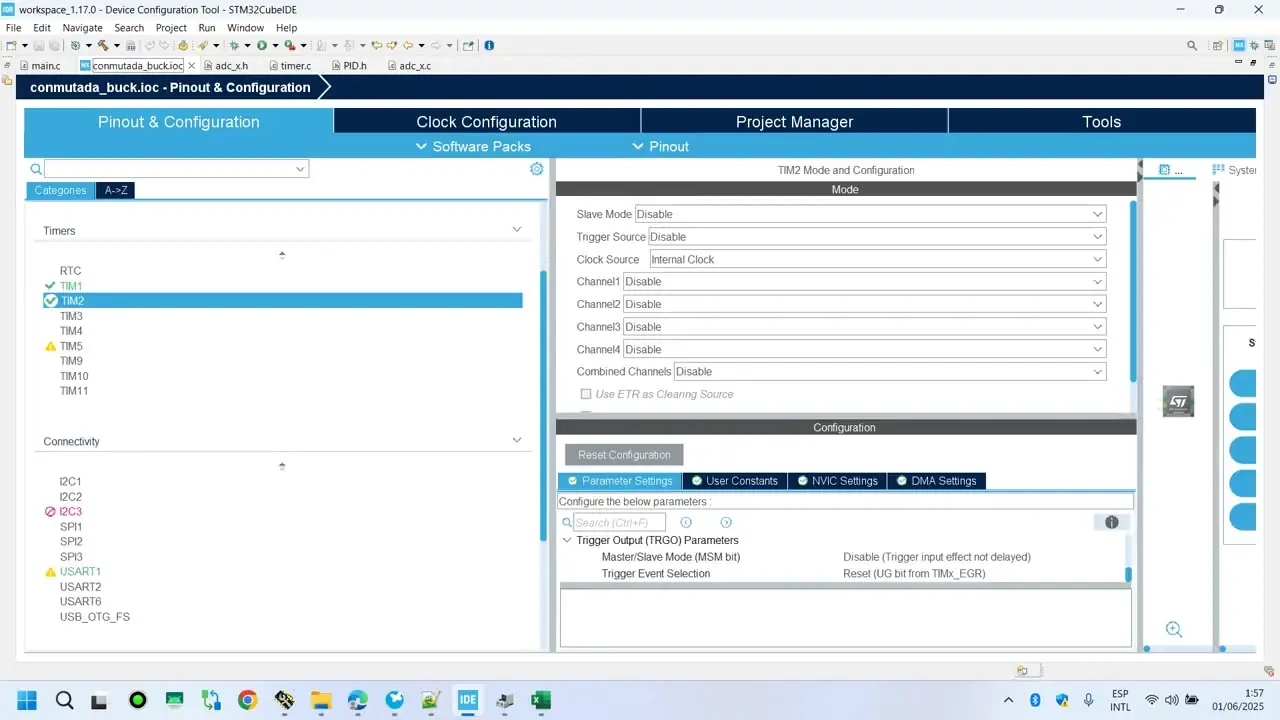 workspace_1.17.0 - Device Configuration Tool - STM32CubeIDE
File Edit Navigate Search Project Run Window Help
main.c conmutada_buck.ioc adc_x.h timer.c PID.h adc_x.c
conmutada_buck.ioc - Pinout & Configuration
Pinout & Configuration Clock Configuration Project Manager Tools
Software Packs Pinout
TIM2 Mode and Configuration
... Syste
Categories A->Z
Mode
Timers
RTC
TIM1
TIM2
TIM3
TIM4
TIM5
TIM9
TIM10
TIM11
Connectivity
I2C1
I2C2
I2C3
SPI1
SPI2
SPI3
USART1
USART2
USART6
USB_OTG_FS
Slave Mode Disable
Trigger Source Disable
Clock Source Internal Clock
Channel1 Disable
Channel2 Disable
Channel3 Disable
Channel4 Disable
Combined Channels Disable
Use ETR as Clearing Source
Configuration
Reset Configuration
Parameter Settings User Constants NVIC Settings DMA Settings
Configure the below parameters :
Search (Ctrl+F)
Trigger Output (TRGO) Parameters
Master/Slave Mode (MSM bit) Disable (Trigger input effect not delayed)
Trigger Event Selection Reset (UG bit from TIMx_EGR)
S
IDE
ESP
INTL
1:57
01/06/2025